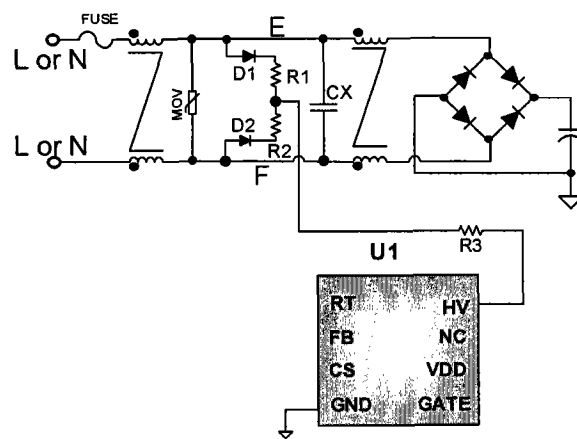 FUSE
E
L or N
D1
R1
MOV
CX
D2
R2
L or N
F
R3
U1
RT
HV
FB
NC
CS
VDD
GND
GATE